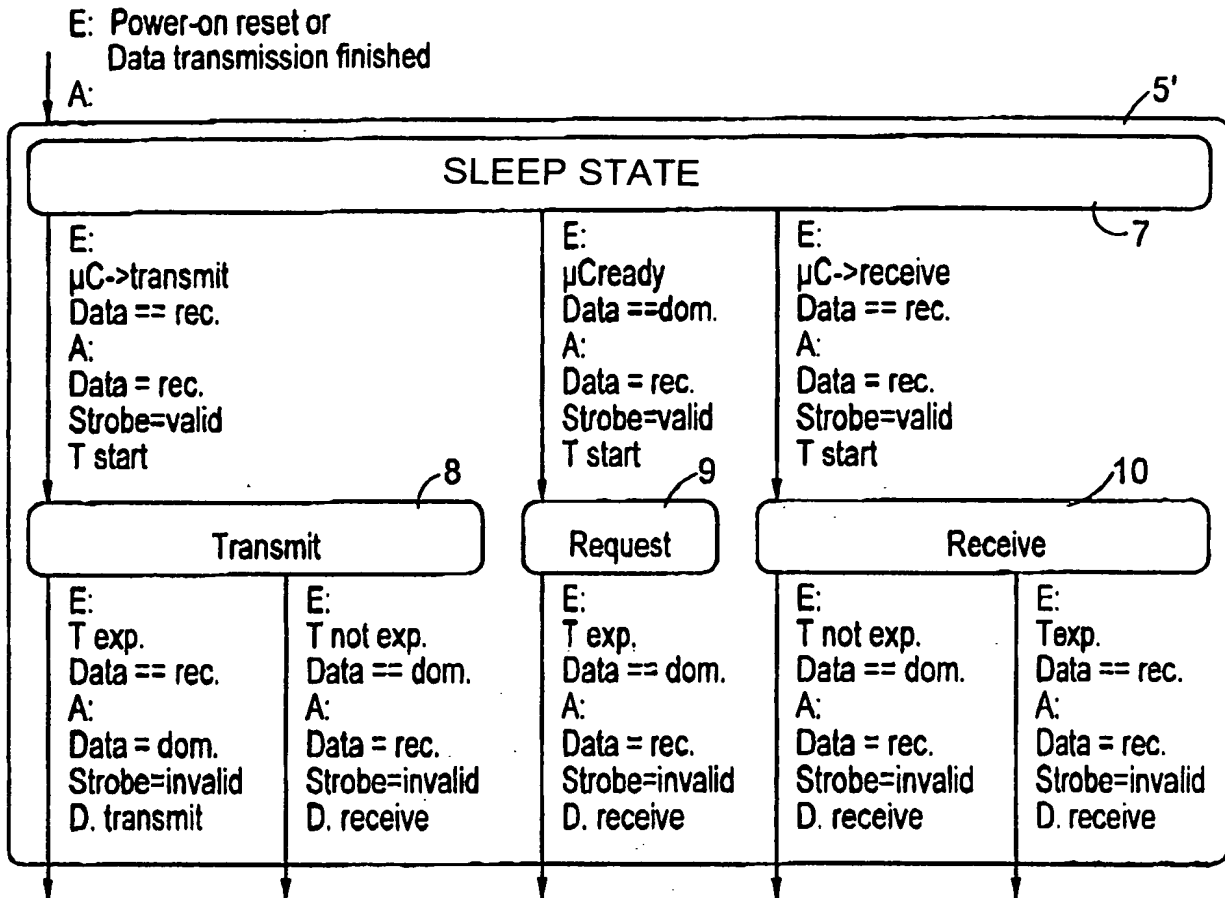 E: Power-on reset or
Data transmission finished
A:
5'
SLEEP STATE
7
E:
µC->transmit
Data == rec.
A:
Data = rec.
Strobe=valid
T start
E:
µCready
Data ==dom.
A:
Data = rec.
Strobe=valid
T start
E:
µC->receive
Data == rec.
A:
Data = rec.
Strobe=valid
T start
8
9
10
Transmit
Request
Receive
E:
T exp.
Data == rec.
A:
Data = dom.
Strobe=invalid
D. transmit
E:
T not exp.
Data == dom.
A:
Data = rec.
Strobe=invalid
D. receive
E:
T exp.
Data == dom.
A:
Data = rec.
Strobe=invalid
D. receive
E:
T not exp.
Data == dom.
A:
Data = rec.
Strobe=invalid
D. receive
E:
Texp.
Data == rec.
A:
Data = rec.
Strobe=invalid
D. receive